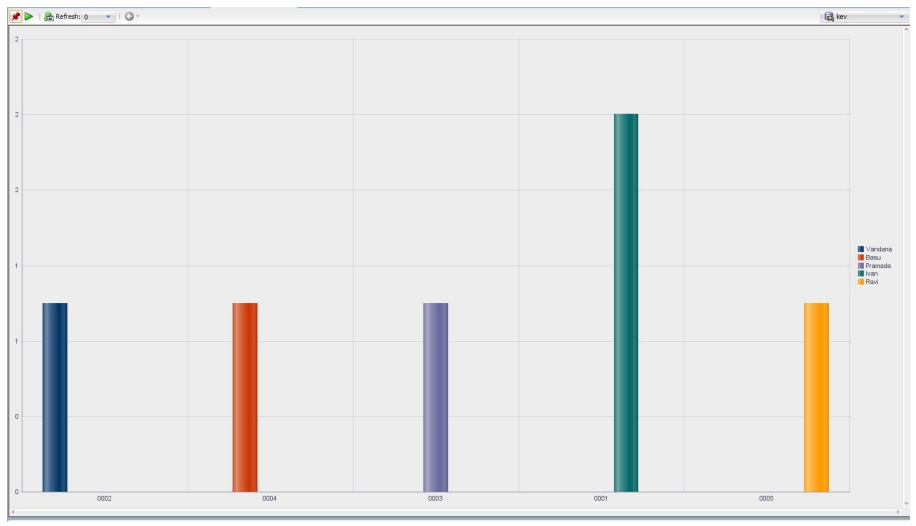 Refresh: 0
kev
2
2
2
1
1
0
0
0002 0004 0003 0001 0005
Vandana
Basu
Pramada
Ivan
Ravi